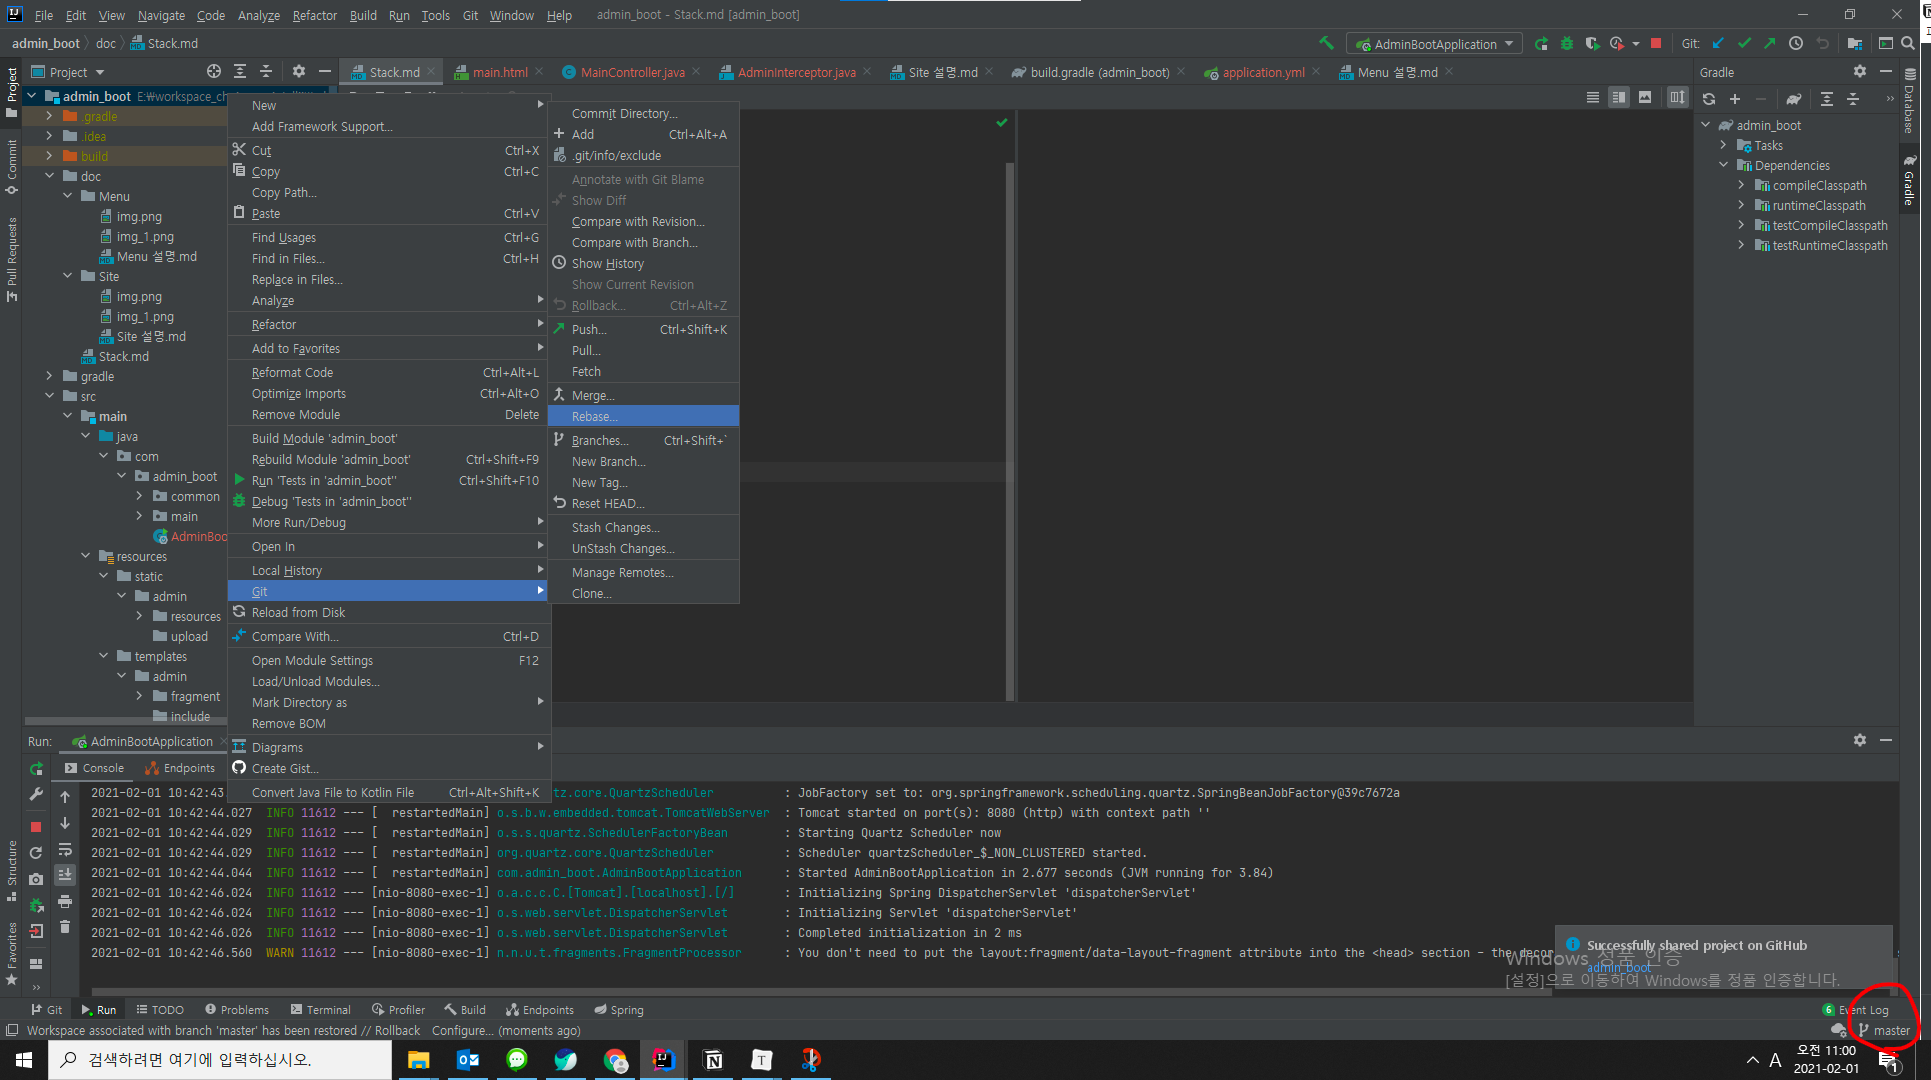 File Edit View Navigate Code Analyze Refactor Build Run Tools Git Window Help admin_boot - Stack.md [admin_boot]
admin_boot doc Stack.md
AdminBootApplication Git:
Project
Stack.md main.html MainController.java AdminInterceptor.java Site 설명.md build.gradle (admin_boot) application.yml Menu 설명.md
Gradle
Project
Commit
Pull Requests
Structure
Favorites
Database
Gradle
admin_boot
.gradle
.idea
build
doc
Menu
img.png
img_1.png
Menu 설명.md
Site
img.png
img_1.png
Site 설명.md
Stack.md
gradle
src
main
java
com
admin_boot
common
main
AdminBoo
resources
static
admin
resources
upload
templates
admin
fragment
include
New
Add Framework Support...
Cut Ctrl+X
Copy Ctrl+C
Copy Path...
Paste Ctrl+V
Find Usages Ctrl+G
Find in Files... Ctrl+H
Replace in Files...
Analyze
Refactor
Add to Favorites
Reformat Code Ctrl+Alt+L
Optimize Imports Ctrl+Alt+O
Remove Module Delete
Build Module 'admin_boot'
Rebuild Module 'admin_boot' Ctrl+Shift+F9
Run 'Tests in 'admin_boot'' Ctrl+Shift+F10
Debug 'Tests in 'admin_boot''
More Run/Debug
Open In
Local History
Git
Reload from Disk
Compare With... Ctrl+D
Open Module Settings F12
Load/Unload Modules...
Mark Directory as
Remove BOM
Diagrams
Create Gist...
Convert Java File to Kotlin File Ctrl+Alt+Shift+K
Commit Directory...
Add Ctrl+Alt+A
.git/info/exclude
Annotate with Git Blame
Show Diff
Compare with Revision...
Compare with Branch...
Show History
Show Current Revision
Rollback... Ctrl+Alt+Z
Push... Ctrl+Shift+K
Pull...
Fetch
Merge...
Rebase...
Branches... Ctrl+Shift+`
New Branch...
New Tag...
Reset HEAD...
Stash Changes...
UnStash Changes...
Manage Remotes...
Clone...
admin_boot
Tasks
Dependencies
compileClasspath
runtimeClasspath
testCompileClasspath
testRuntimeClasspath
Run: AdminBootApplication
Console Endpoints
2021-02-01 10:42:43. tz.core.QuartzScheduler : JobFactory set to: org.springframework.scheduling.quartz.SpringBeanJobFactory@39c7672a
2021-02-01 10:42:44.027 INFO 11612 --- [ restartedMain] o.s.b.w.embedded.tomcat.TomcatWebServer : Tomcat started on port(s): 8080 (http) with context path ''
2021-02-01 10:42:44.029 INFO 11612 --- [ restartedMain] o.s.s.quartz.SchedulerFactoryBean : Starting Quartz Scheduler now
2021-02-01 10:42:44.029 INFO 11612 --- [ restartedMain] org.quartz.core.QuartzScheduler : Scheduler quartzScheduler_$_NON_CLUSTERED started.
2021-02-01 10:42:44.044 INFO 11612 --- [ restartedMain] com.admin_boot.AdminBootApplication : Started AdminBootApplication in 2.677 seconds (JVM running for 3.84)
2021-02-01 10:42:46.024 INFO 11612 --- [nio-8080-exec-1] o.a.c.c.C.[Tomcat].[localhost].[/] : Initializing Spring DispatcherServlet 'dispatcherServlet'
2021-02-01 10:42:46.024 INFO 11612 --- [nio-8080-exec-1] o.s.web.servlet.DispatcherServlet : Initializing Servlet 'dispatcherServlet'
2021-02-01 10:42:46.026 INFO 11612 --- [nio-8080-exec-1] o.s.web.servlet.DispatcherServlet : Completed initialization in 2 ms
2021-02-01 10:42:46.560 WARN 11612 --- [nio-8080-exec-1] n.n.u.t.fragments.FragmentProcessor : You don't need to put the layout:fragment/data-layout-fragment attribute into the <head> section - the decor
Successfully shared project on GitHub
admin_boot
Windows 정품 인증
[설정]으로 이동하여 Windows를 정품 인증합니다.
Git Run TODO Problems Terminal Profiler Build Endpoints Spring 6 Event Log
Workspace associated with branch 'master' has been restored // Rollback Configure... (moments ago) master
검색하려면 여기에 입력하십시오.
A 오전 11:00
2021-02-01 1